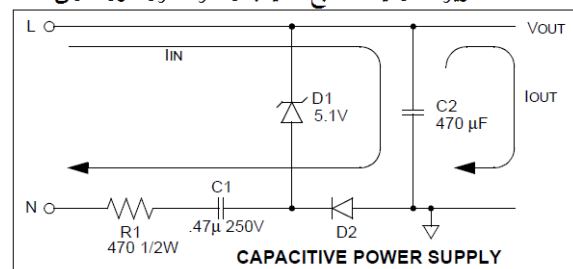 L
VOUT
IIN
D1
5.1V
C2
470 µF
IOUT
N
C1
.47µ 250V
R1
470 1/2W
D2
CAPACITIVE POWER SUPPLY